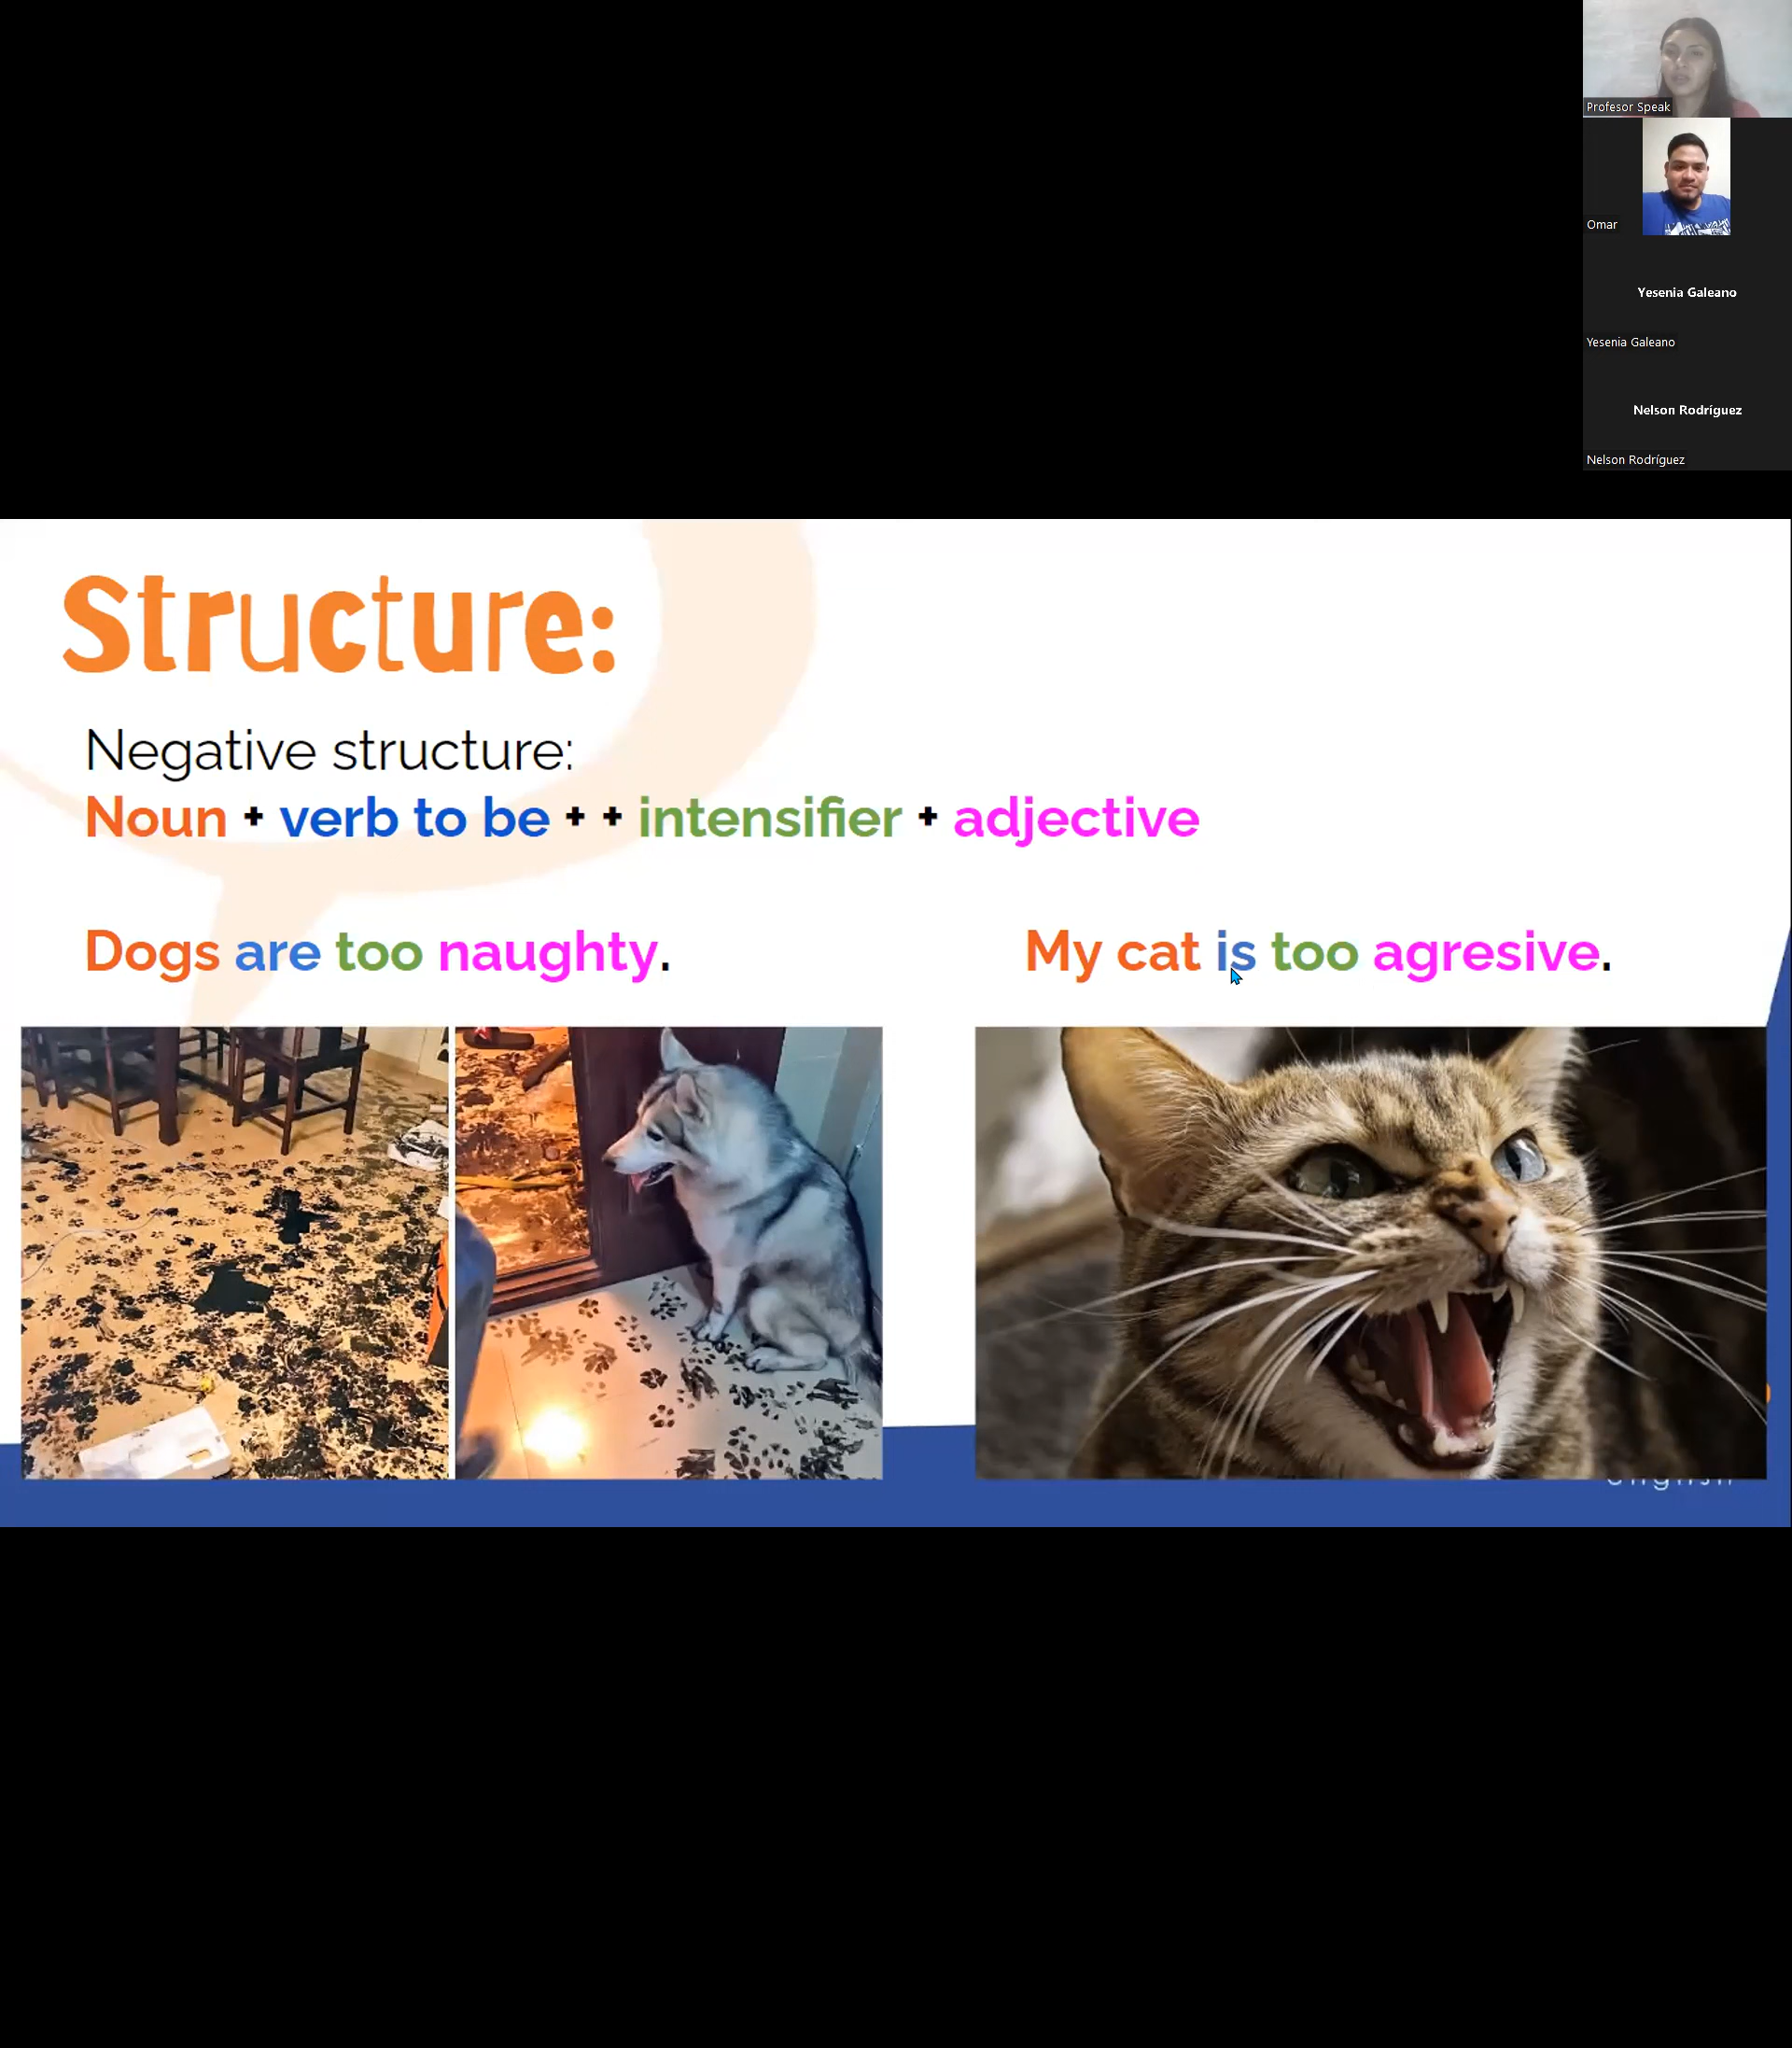 Profesor Speak
Omar
Yesenia Galeano
Yesenia Galeano
Nelson Rodríguez
Nelson Rodríguez
Structure:
Negative structure:
Noun + verb to be + + intensifier + adjective
Dogs are too naughty.
My cat is too agresive.
english